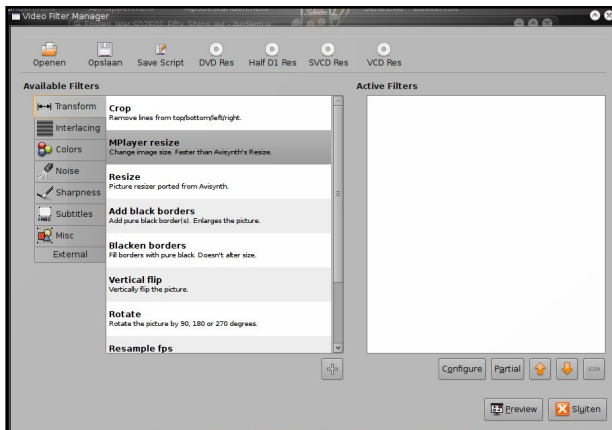 Video Filter Manager
Openen
Opslaan
Save Script
DVD Res
Half D1 Res
SVCD Res
VCD Res
Available Filters
Active Filters
Transform
Interlacing
Colors
Noise
Sharpness
Subtitles
Misc
External
Crop
Remove lines from top/bottom/left/right.
MPlayer resize
Change image size. Faster than Avisynth's Resize.
Resize
Picture resizer ported from Avisynth.
Add black borders
Add pure black border(s). Enlarges the picture.
Blacken borders
Fill borders with pure black. Doesn't alter size.
Vertical flip
Vertically flip the picture.
Rotate
Rotate the picture by 90, 180 or 270 degrees.
Resample fps
Configure
Partial
Preview
Sluiten